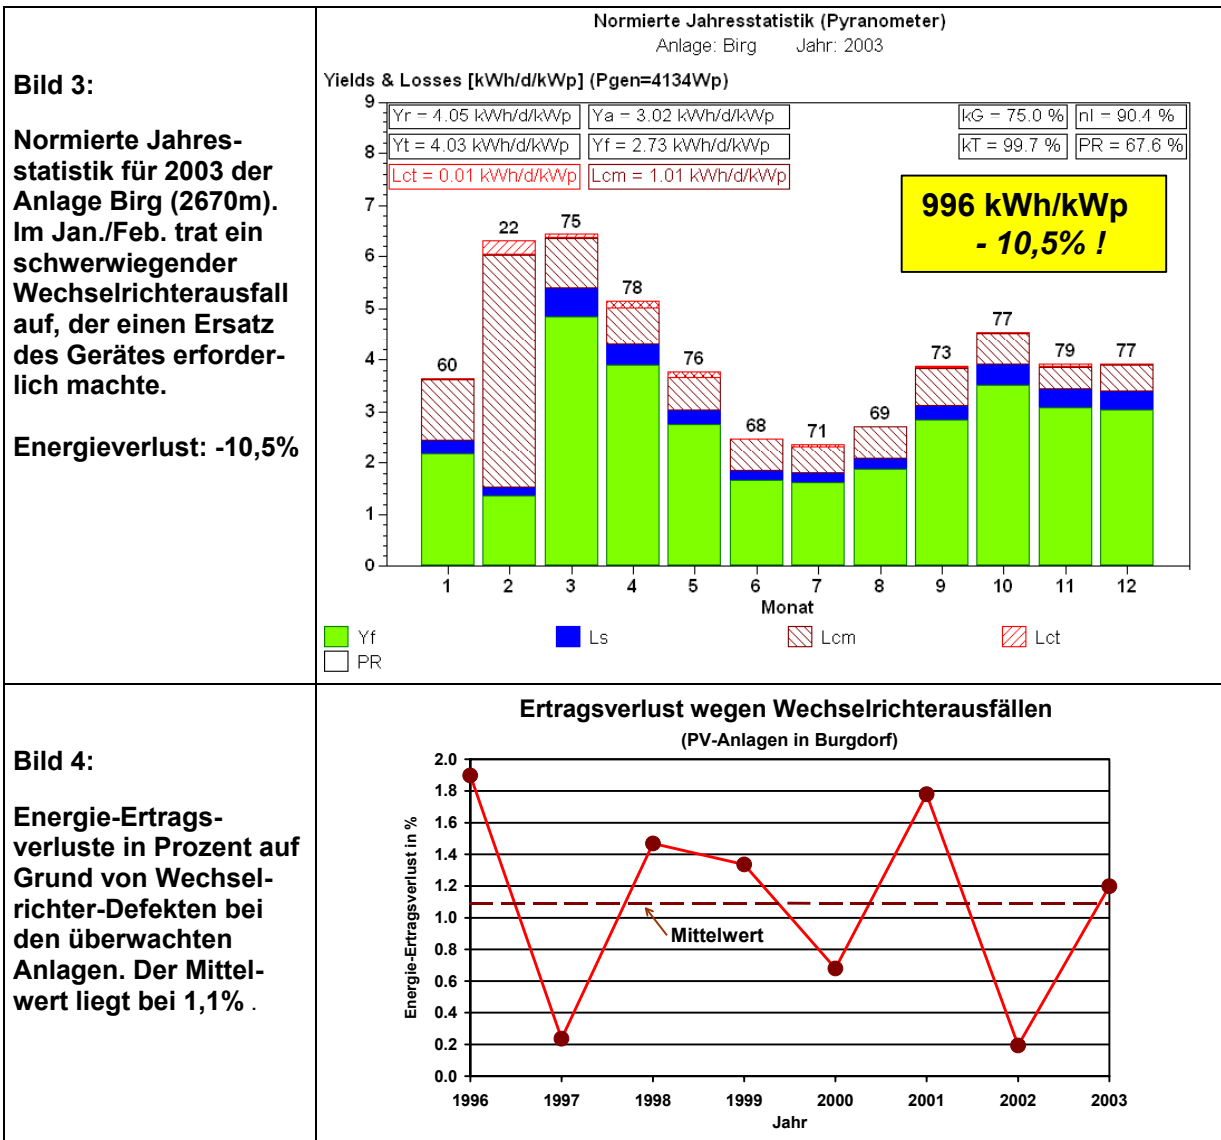 Bild 3:
Normierte Jahres-
statistik für 2003 der
Anlage Birg (2670m).
Im Jan./Feb. trat ein
schwerwiegender
Wechselrichterausfall
auf, der einen Ersatz
des Gerätes erforder-
lich machte.
Energieverlust: -10,5%
Normierte Jahresstatistik (Pyranometer)
Anlage: Birg Jahr: 2003
Yields & Losses [kWh/d/kWp] (Pgen=4134Wp)
Yr = 4.05 kWh/d/kWp Ya = 3.02 kWh/d/kWp kG = 75.0 % nI = 90.4 %
Yt = 4.03 kWh/d/kWp Yf = 2.73 kWh/d/kWp kT = 99.7 % PR = 67.6 %
Lct = 0.01 kWh/d/kWp Lcm = 1.01 kWh/d/kWp
996 kWh/kWp
- 10,5% !
9
8
7
6
5
4
3
2
1
0
60 22 75 78 76 68 71 69 73 77 79 77
1 2 3 4 5 6 7 8 9 10 11 12
Monat
Yf Ls Lcm Lct
PR
Bild 4:
Energie-Ertrags-
verluste in Prozent auf
Grund von Wechsel-
richter-Defekten bei
den überwachten
Anlagen. Der Mittel-
wert liegt bei 1,1% .
Ertragsverlust wegen Wechselrichterausfällen
(PV-Anlagen in Burgdorf)
Energie-Ertragsverlust in %
2.0
1.8
1.6
1.4
1.2
1.0
0.8
0.6
0.4
0.2
0.0
Mittelwert
1996 1997 1998 1999 2000 2001 2002 2003
Jahr